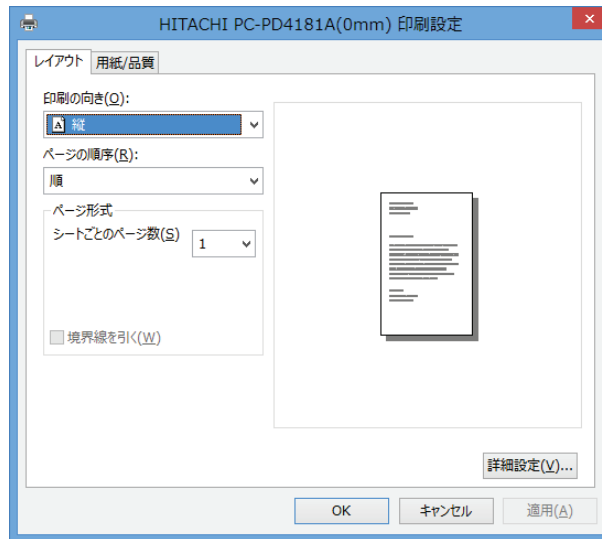 HITACHI PC-PD4181A(0mm) 印刷設定
レイアウト 用紙/品質
印刷の向き(O):
縦
ページの順序(R):
順
ページ形式
シートごとのページ数(S) 1
境界線を引く(W)
詳細設定(V)...
OK キャンセル 適用(A)